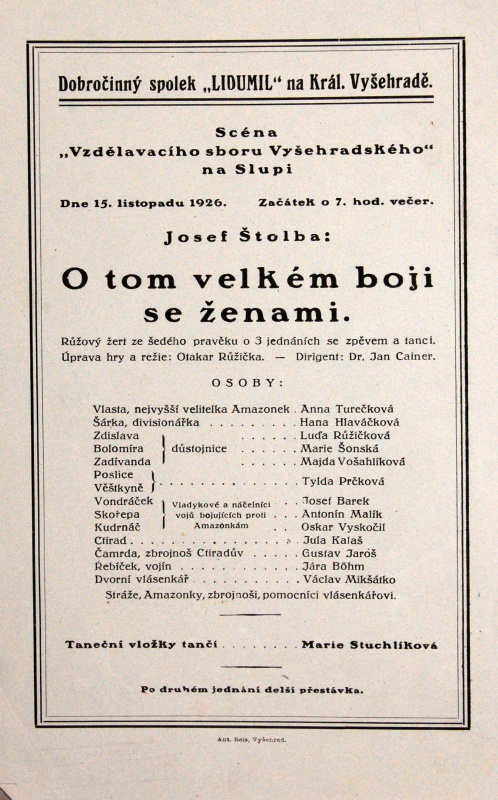 Dobročinný spolek „LIDUMIL“ na Král. Vyšehradě.
Scéna
„Vzdělavacího sboru Vyšehradského“
na Slupi
Dne 15. listopadu 1926. Začátek o 7. hod. večer.
Josef Štolba:
O tom velkém boji
se ženami.
Růžový žert ze šedého pravěku o 3 jednáních se zpěvem a tanci.
Úprava hry a režie: Otakar Růžička. — Dirigent: Dr. Jan Cainer.
OSOBY:
Vlasta, nejvyšší velitelka Amazonek . Anna Turečková
Šárka, divisionářka . . . . . . . Hana Hlaváčková
Zdislava . . . . . . Luďa Růžičková
Bolomíra } důstojnice . . . . . Marie Šonská
Zadívanda . . . . . . Majda Vošahlíková
Poslice
Věštkyně } . . . . . . . . . . . . Tylda Prčková
Vondráček } Vladykové a náčelníci . . Josef Barek
Skořepa } vojů bojujících proti . . . Antonín Malík
Kudrnáč } Amazonkám . . Oskar Vyskočil
Ctirad . . . . . . . . . . . . . . Jula Kalaš
Čamrda, zbrojnoš Ctiradův . . . . . Gustav Jaróš
Řebíček, vojín . . . . . . . . . . . Jára Böhm
Dvorní vlásenkář . . . . . . . . . Václav Mikšátko
Stráže, Amazonky, zbrojnoši, pomocníci vlásenkářovi.
Taneční vložky tančí . . . . . . . . Marie Stuchlíková
Po druhém jednání delší přestávka.
Ant. Reis, Vyšehrad.